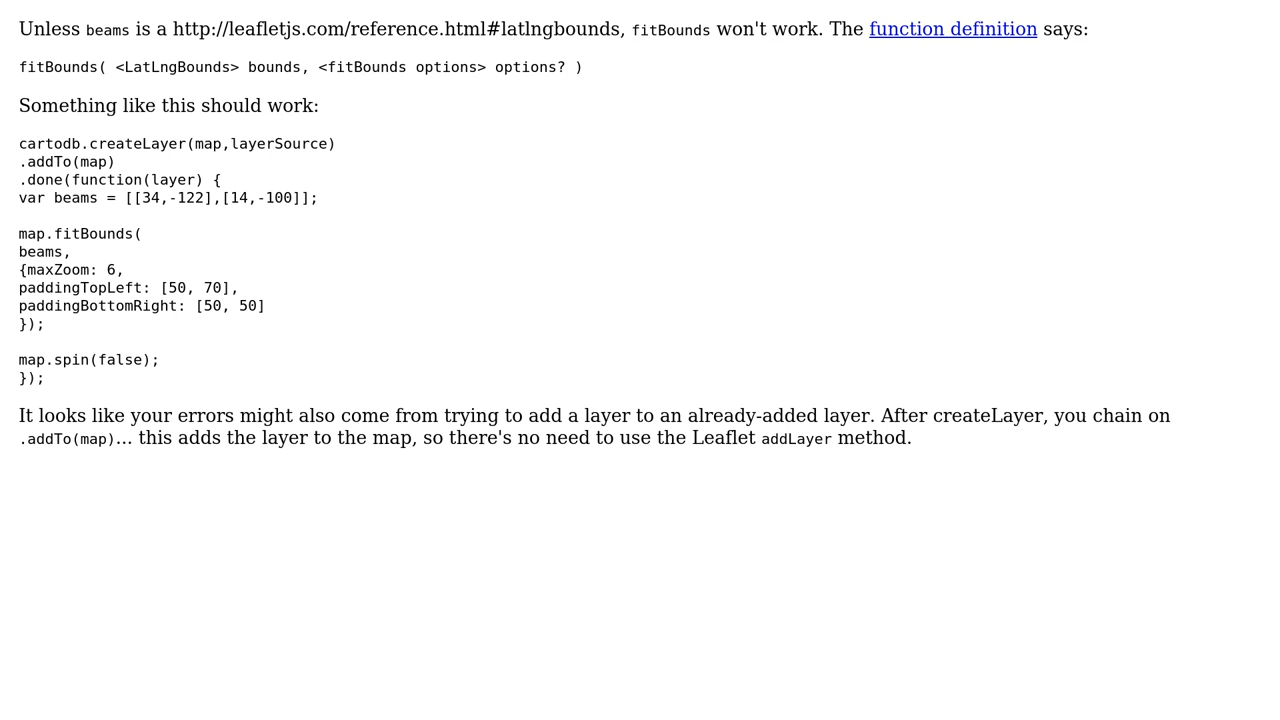 Unless beams is a http://leafletjs.com/reference.html#latlngbounds, fitBounds won't work. The function definition says:
fitBounds( <LatLngBounds> bounds, <fitBounds options> options? )
Something like this should work:
cartodb.createLayer(map,layerSource)
.addTo(map)
.done(function(layer) {
var beams = [[34,-122],[14,-100]];
map.fitBounds(
beams,
{maxZoom: 6,
paddingTopLeft: [50, 70],
paddingBottomRight: [50, 50]
});
map.spin(false);
});
It looks like your errors might also come from trying to add a layer to an already-added layer. After createLayer, you chain on
.addTo(map)... this adds the layer to the map, so there's no need to use the Leaflet addLayer method.